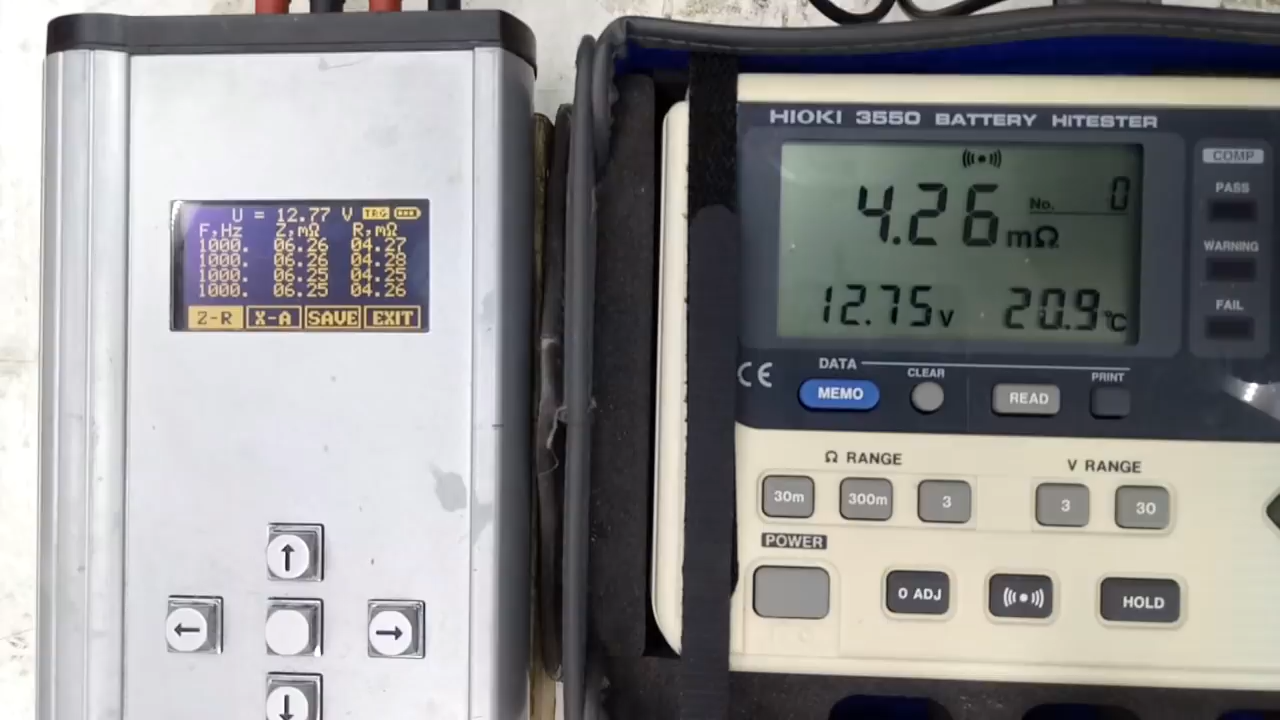 U = 12.77 V TRG
F,Hz Z,mΩ R,mΩ
1000. 06.26 04.27
1000. 06.26 04.28
1000. 06.25 04.25
1000. 06.25 04.26
Z-R X-A SAVE EXIT
HIOKI 3550 BATTERY HITESTER
4.26 mΩ
No. 0
12.75 V 20.9 °C
COMP
PASS
WARNING
FAIL
CE
DATA
CLEAR
PRINT
MEMO
READ
Ω RANGE
V RANGE
30m 300m 3 3 30
POWER
0 ADJ
HOLD